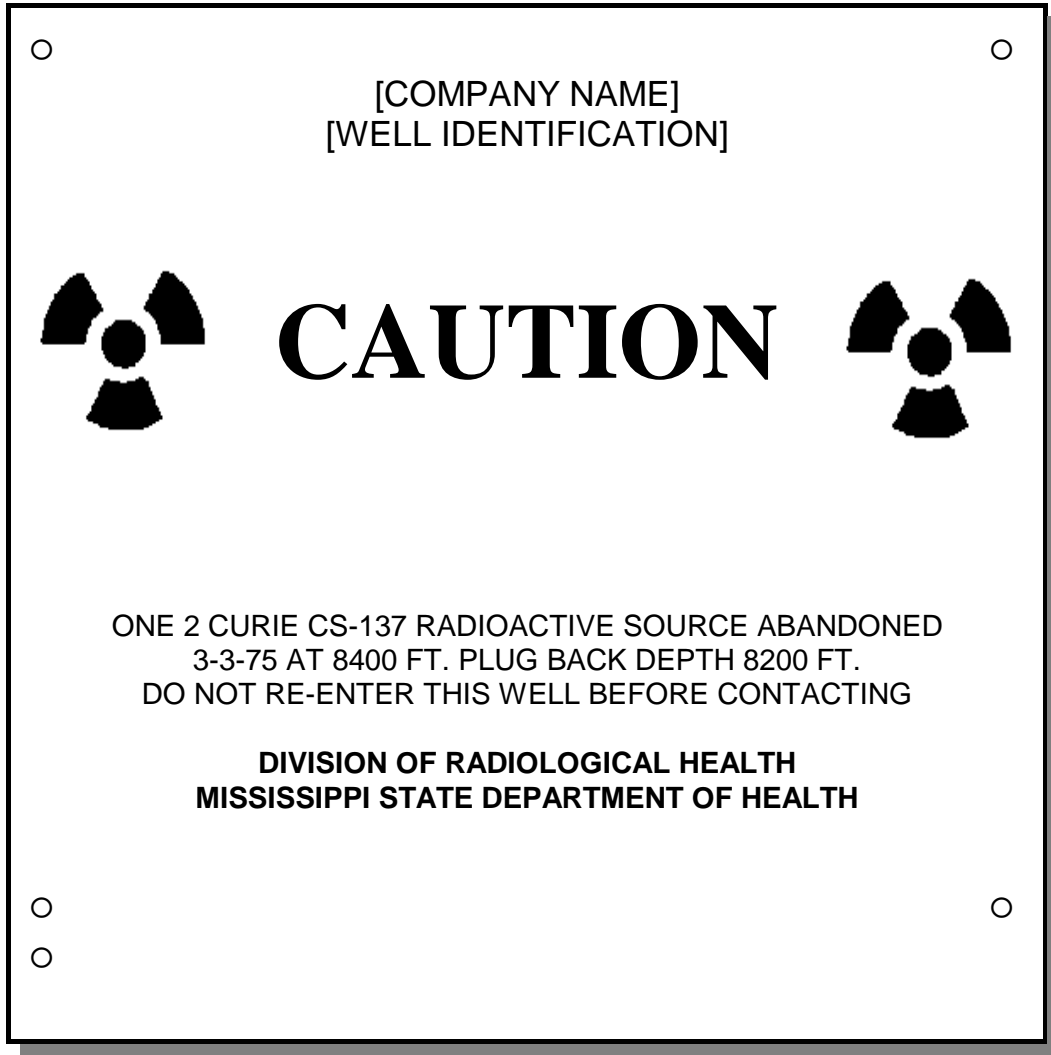 [COMPANY NAME]
[WELL IDENTIFICATION]
CAUTION
ONE 2 CURIE CS-137 RADIOACTIVE SOURCE ABANDONED
3-3-75 AT 8400 FT. PLUG BACK DEPTH 8200 FT.
DO NOT RE-ENTER THIS WELL BEFORE CONTACTING
DIVISION OF RADIOLOGICAL HEALTH
MISSISSIPPI STATE DEPARTMENT OF HEALTH